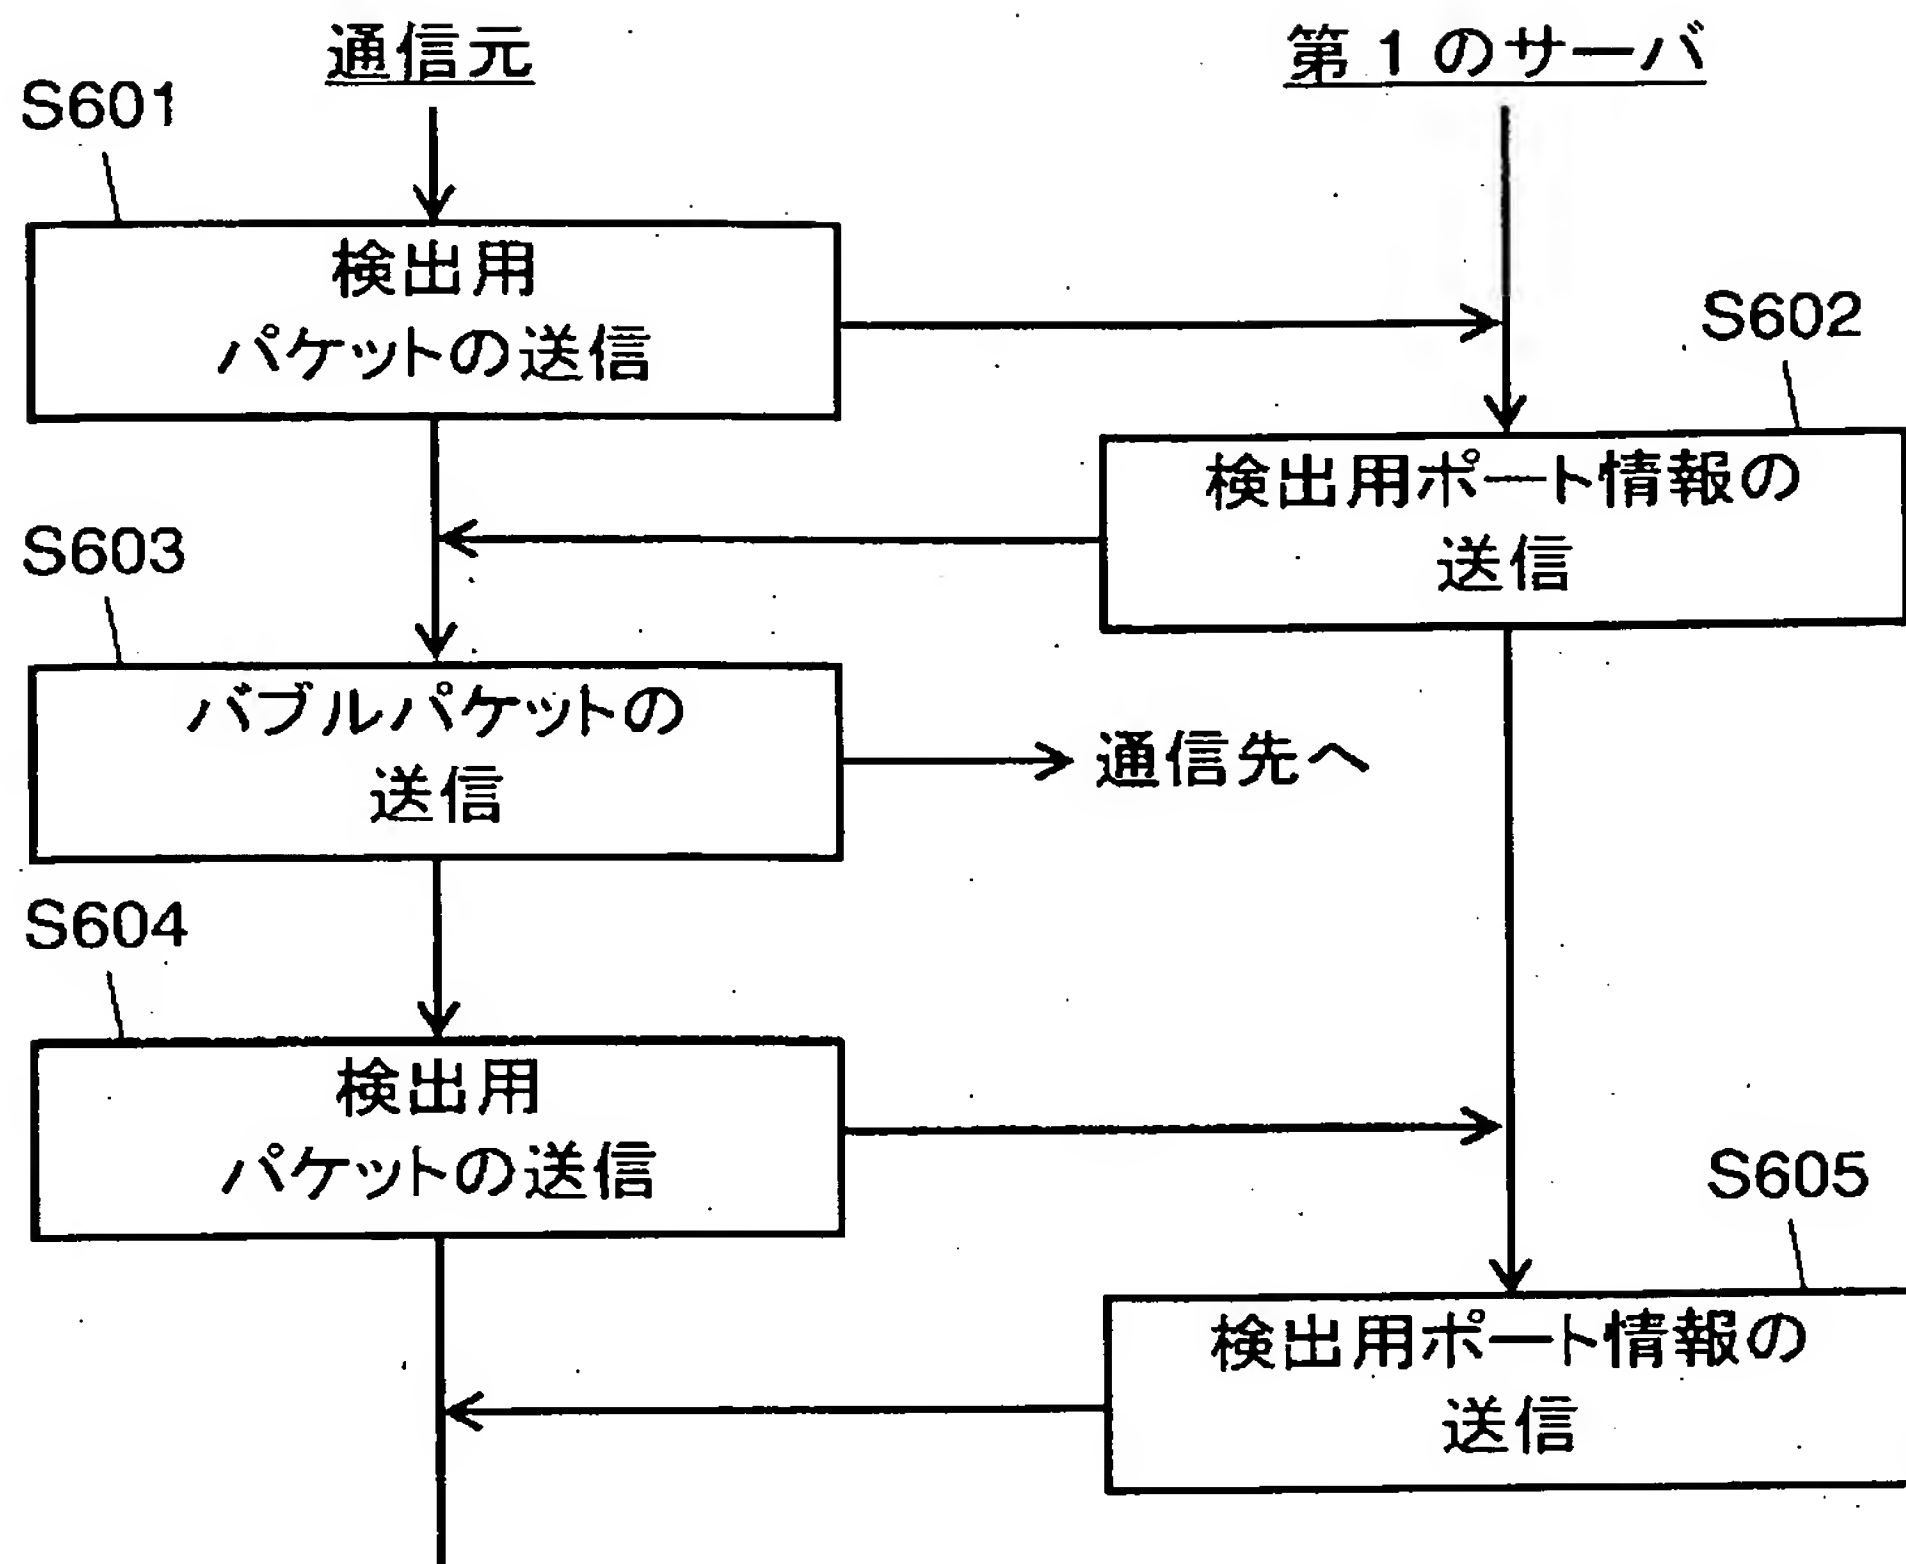 通信元
第1のサーバ
S601
検出用
パケットの送信
S602
検出用ポート情報の
送信
S603
バブルパケットの
送信
通信先へ
S604
検出用
パケットの送信
S605
検出用ポート情報の
送信